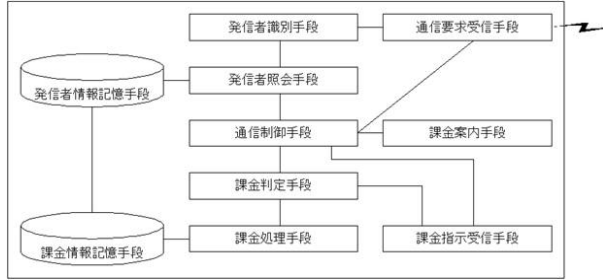 発信者識別手段
通信要求受信手段
発信者情報記憶手段
発信者照会手段
通信制御手段
課金案内手段
課金判定手段
課金情報記憶手段
課金処理手段
課金指示受信手段